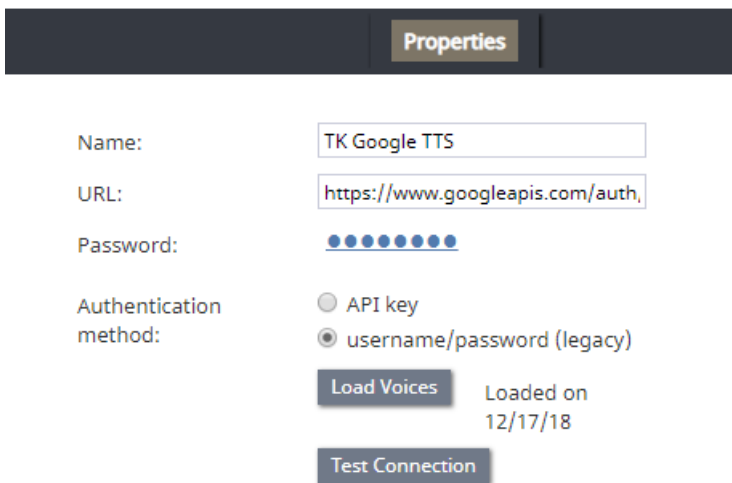 Properties
Name:
TK Google TTS
URL:
https://www.googleapis.com/auth,
Password:
Authentication
method:
API key
username/password (legacy)
Load Voices
Loaded on
12/17/18
Test Connection